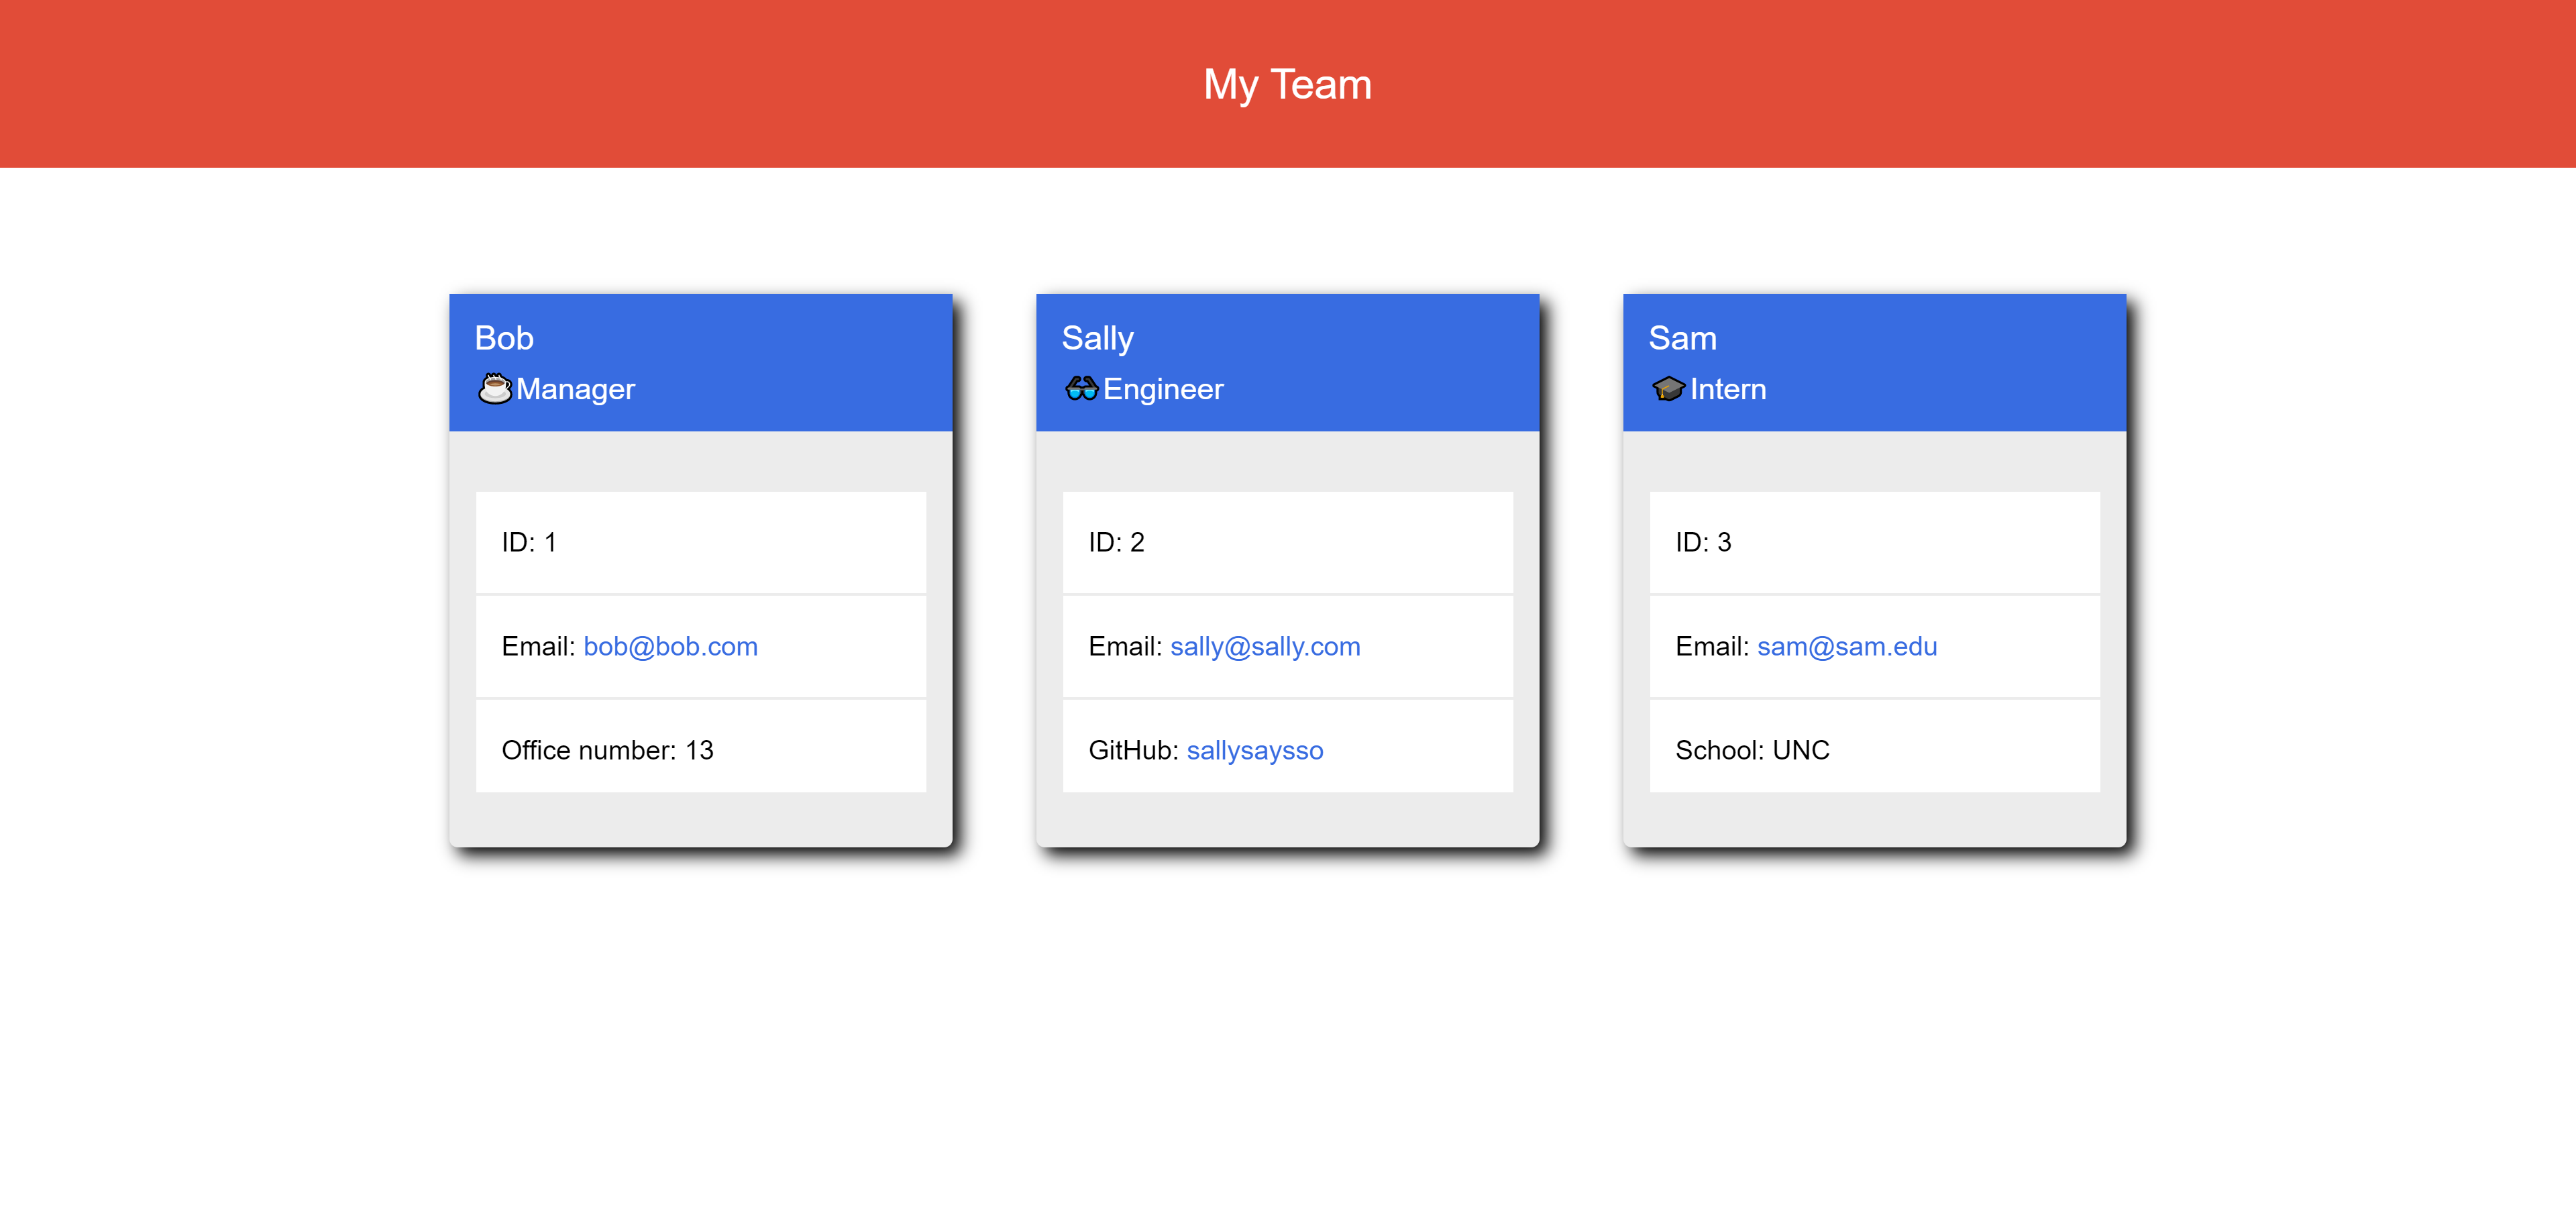 My Team
Bob
☕Manager
ID: 1
Email: bob@bob.com
Office number: 13
Sally
👓Engineer
ID: 2
Email: sally@sally.com
GitHub: sallysaysso
Sam
🎓Intern
ID: 3
Email: sam@sam.edu
School: UNC